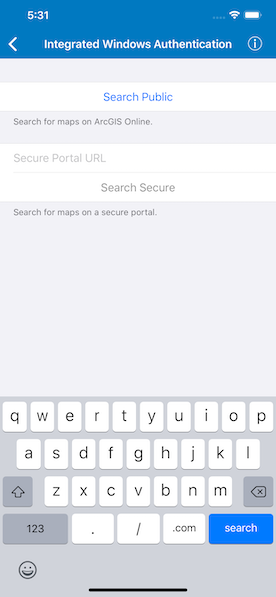 5:31
Integrated Windows Authentication
Search Public
Search for maps on ArcGIS Online.
Secure Portal URL
Search Secure
Search for maps on a secure portal.
q w e r t y u i o p
a s d f g h j k l
z x c v b n m
123 . / .com search